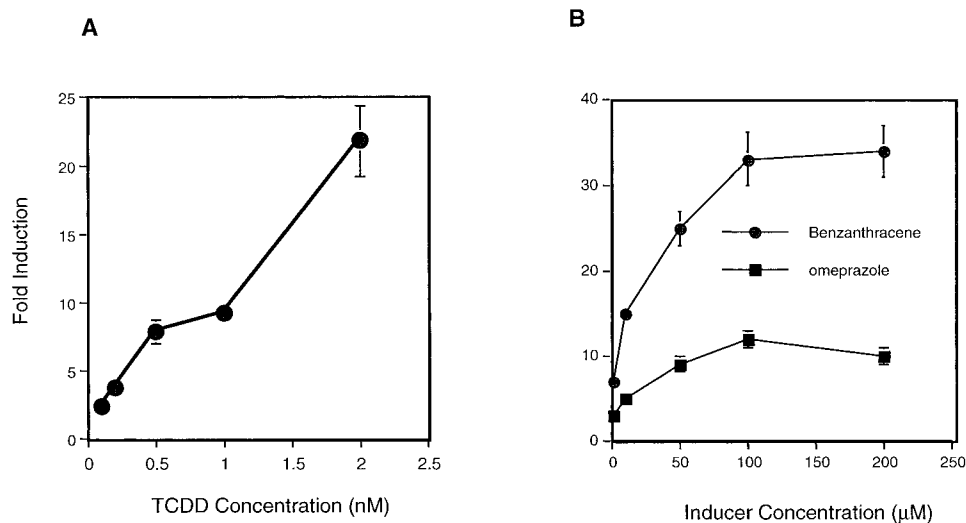 A
25
20
15
10
5
0
Fold Induction
0 0.5 1 1.5 2 2.5
TCDD Concentration (nM)
B
40
30
20
10
0
Benzanthracene
omeprazole
0 50 100 150 200 250
Inducer Concentration (μM)